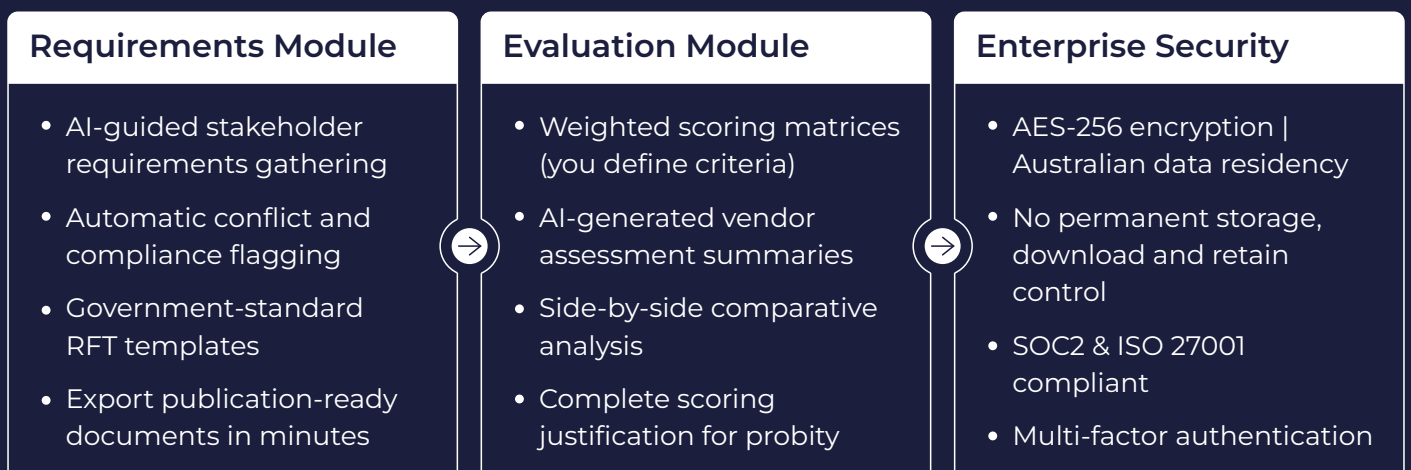 Requirements Module
• AI-guided stakeholder
requirements gathering
• Automatic conflict and
compliance flagging
• Government-standard
RFT templates
• Export publication-ready
documents in minutes
Evaluation Module
• Weighted scoring matrices
(you define criteria)
• AI-generated vendor
assessment summaries
• Side-by-side comparative
analysis
• Complete scoring
justification for probity
Enterprise Security
• AES-256 encryption |
Australian data residency
• No permanent storage,
download and retain
control
• SOC2 & ISO 27001
compliant
• Multi-factor authentication